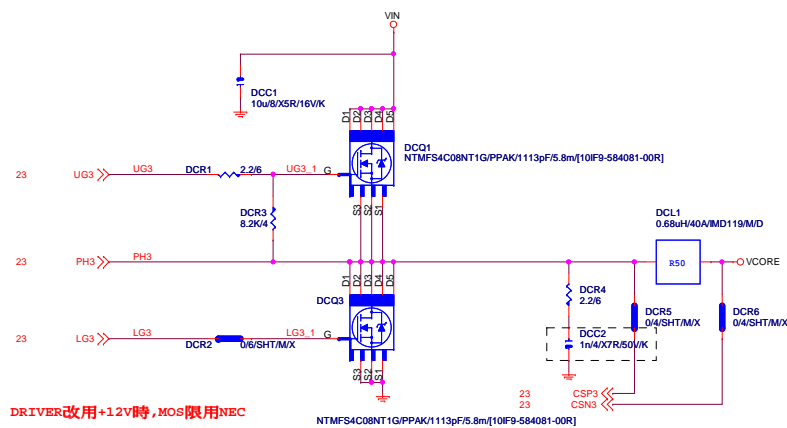 VIN
DCC1
10u/8/X5R/16V/K
D1
D2
D3
D4
D5
DCQ1
NTMFS4C08NT1G/PPAK/1113pF/5.8m/[10IF9-584081-00R]
23
UG3
UG3
DCR1
2.2/6
UG3_1
G
S3
S2
S1
DCR3
8.2K/4
DCL1
0.68uH/40A/IMD119/M/D
23
PH3
PH3
R50
VCORE
D1
D2
D3
D4
D5
DCQ3
DCR4
2.2/6
DCR5
0/4/SHT/M/X
DCR6
0/4/SHT/M/X
23
LG3
LG3
DCR2
0/6/SHT/M/X
LG3_1
G
DCC2
1n/4/X7R/50V/K
S3
S2
S1
23
CSP3
23
CSN3
DRIVER改用+12V時,MOS限用NEC
NTMFS4C08NT1G/PPAK/1113pF/5.8m/[10IF9-584081-00R]